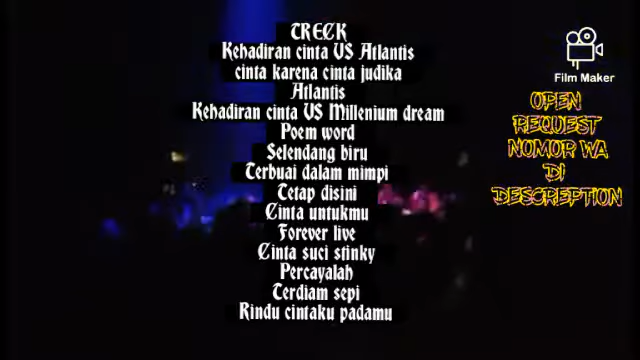 TRECK
Kehadiran cinta VS Atlantis
cinta karena cinta judika
Atlantis
Kehadiran cinta VS Millenium dream
Poem word
Selendang biru
Terbuai dalam mimpi
Tetap disini
Cinta untukmu
Forever live
Cinta suci stinky
Percayalah
Terdiam sepi
Rindu cintaku padamu
Film Maker
OPEN
REQUEST
NOMOR WA
DI
DESCREPTION